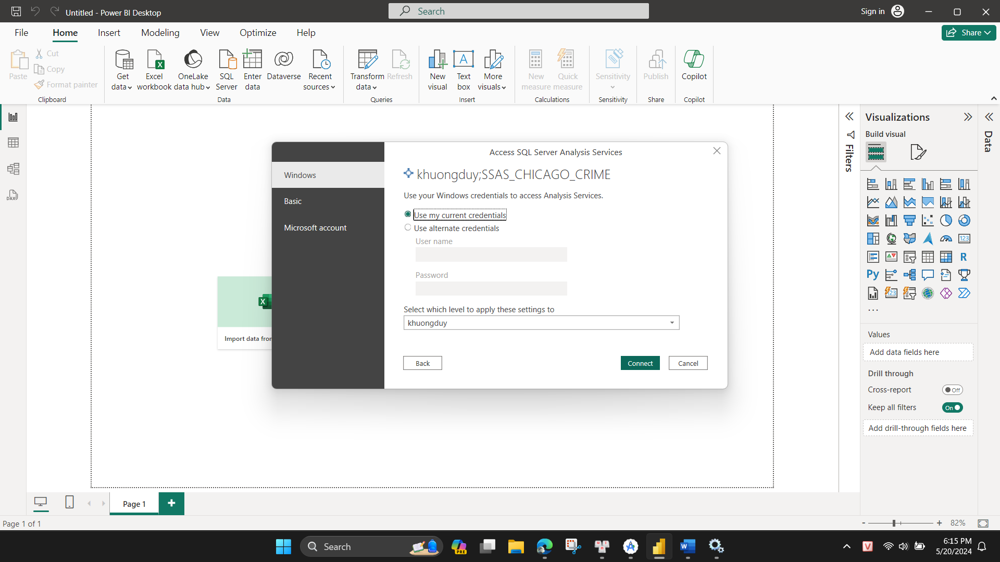 Untitled - Power BI Desktop
Search
Sign in
File
Home
Insert
Modeling
View
Optimize
Help
Share
Paste
Cut
Copy
Format painter
Clipboard
Get data
Excel workbook
OneLake data hub
SQL Server
Enter data
Dataverse
Recent sources
Data
Transform data
Refresh
Queries
New visual
Text box
More visuals
Insert
New measure
Quick measure
Calculations
Sensitivity
Sensitivity
Publish
Share
Copilot
Copilot
DAX
Import data from
Access SQL Server Analysis Services
Windows
Basic
Microsoft account
khuongduy;SSAS_CHICAGO_CRIME
Use your Windows credentials to access Analysis Services.
Use my current credentials
Use alternate credentials
User name
Password
Select which level to apply these settings to
khuongduy
Back
Connect
Cancel
Filters
Visualizations
Build visual
123
R
Py
123
...
Values
Add data fields here
Drill through
Cross-report
Off
Keep all filters
On
Add drill-through fields here
Data
Page 1
Page 1 of 1
- + 82%
Search
PRE
V
6:15 PM
5/20/2024